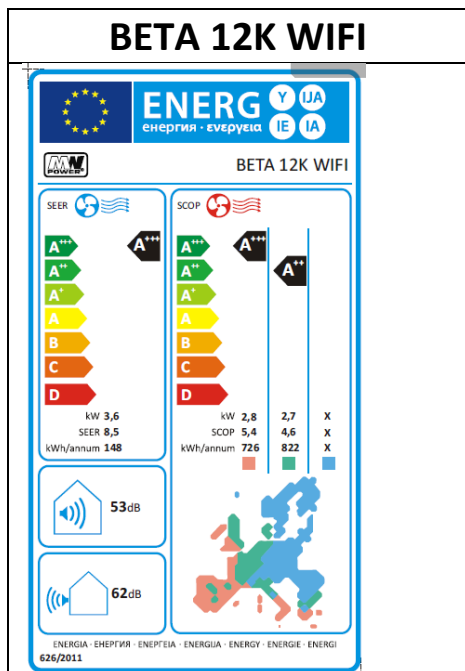 BETA 12K WIFI
ENERG Y IJA
енергия · ενεργεια IE IA
MW POWER BETA 12K WIFI
SEER SCOP
A+++ A+++ A+++ A+++
A++ A++ A++
A+ A+
A A
B B
C C
D D
kW 3,6 kW 2,8 2,7 X
SEER 8,5 SCOP 5,4 4,6 X
kWh/annum 148 kWh/annum 726 822 X
53dB
62dB
ENERGIA · ЕНЕРГИЯ · ΕΝΕΡΓΕΙΑ · ENERGIJA · ENERGY · ENERGIE · ENERGI
626/2011